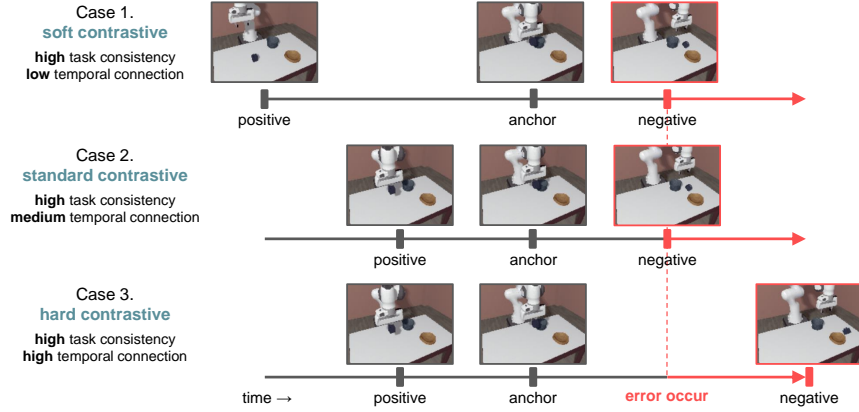 Case 1.
soft contrastive
high task consistency
low temporal connection
positive
anchor
negative
Case 2.
standard contrastive
high task consistency
medium temporal connection
positive
anchor
negative
Case 3.
hard contrastive
high task consistency
high temporal connection
time →
positive
anchor
error occur
negative